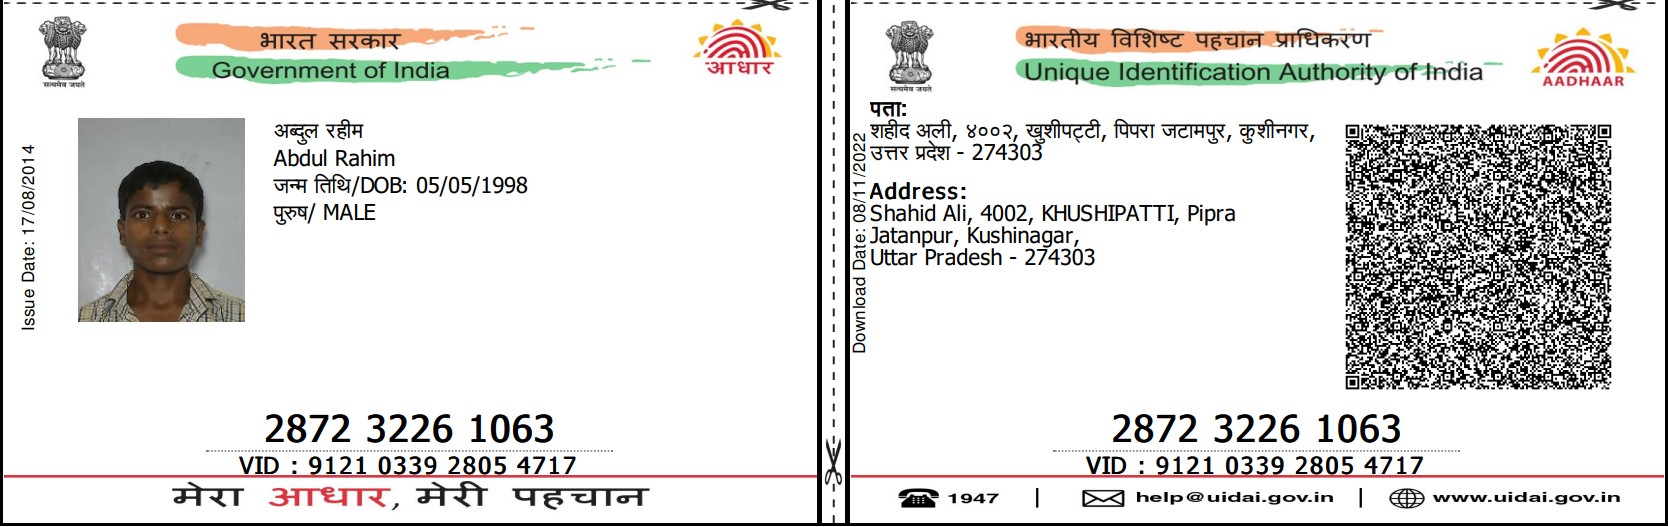 भारत सरकार
Government of India
आधार
सत्यमेव जयते
Issue Date: 17/08/2014
अब्दुल रहीम
Abdul Rahim
जन्म तिथि/DOB: 05/05/1998
पुरुष/ MALE
2872 3226 1063
VID : 9121 0339 2805 4717
मेरा आधार, मेरी पहचान
भारतीय विशिष्ट पहचान प्राधिकरण
Unique Identification Authority of India
AADHAAR
सत्यमेव जयते
Download Date: 08/11/2022
पता:
शहीद अली, ४००२, खुशीपट्टी, पिपरा जटामपुर, कुशीनगर,
उत्तर प्रदेश - 274303
Address:
Shahid Ali, 4002, KHUSHIPATTI, Pipra
Jatanpur, Kushinagar,
Uttar Pradesh - 274303
2872 3226 1063
VID : 9121 0339 2805 4717
1947 | help@uidai.gov.in | www.uidai.gov.in